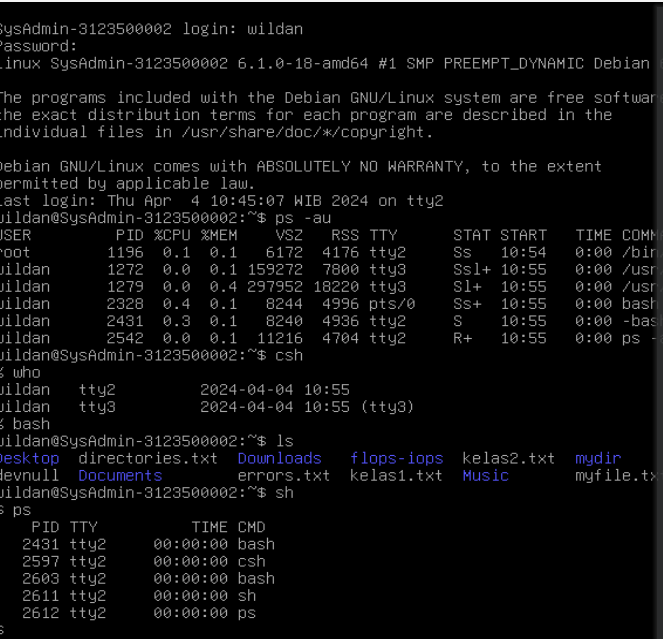 SysAdmin-3123500002 login: wildan
Password:
Linux SysAdmin-3123500002 6.1.0-18-amd64 #1 SMP PREEMPT_DYNAMIC Debian
The programs included with the Debian GNU/Linux system are free softwar
the exact distribution terms for each program are described in the
individual files in /usr/share/doc/*/copyright.
Debian GNU/Linux comes with ABSOLUTELY NO WARRANTY, to the extent
permitted by applicable law.
Last login: Thu Apr  4 10:45:07 WIB 2024 on tty2
wildan@SysAdmin-3123500002:~$ ps -au
USER         PID %CPU %MEM    VSZ   RSS TTY      STAT START   TIME COMM
root        1196  0.1  0.1   6172  4176 tty2     Ss   10:54   0:00 /bin
wildan      1272  0.0  0.1 159272  7800 tty3     Ssl+ 10:55   0:00 /usr
wildan      1279  0.0  0.4 297952 18220 tty3     Sl+  10:55   0:00 /usr
wildan      2328  0.4  0.1   8244  4996 pts/0    Ss+  10:55   0:00 bash
wildan      2431  0.3  0.1   8240  4936 tty2     S    10:55   0:00 -bas
wildan      2542  0.0  0.1  11216  4704 tty2     R+   10:55   0:00 ps -
wildan@SysAdmin-3123500002:~$ csh
% who
wildan   tty2         2024-04-04 10:55
wildan   tty3         2024-04-04 10:55 (tty3)
% bash
wildan@SysAdmin-3123500002:~$ ls
Desktop  directories.txt  Downloads   flops-iops  kelas2.txt  mydir
devnull  Documents        errors.txt  kelas1.txt  Music       myfile.tx
wildan@SysAdmin-3123500002:~$ sh
$ ps
    PID TTY          TIME CMD
   2431 tty2     00:00:00 bash
   2597 tty2     00:00:00 csh
   2603 tty2     00:00:00 bash
   2611 tty2     00:00:00 sh
   2612 tty2     00:00:00 ps
$